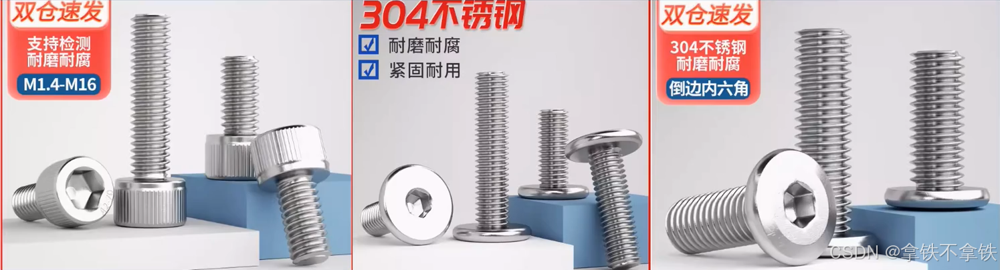 双仓速发
支持检测
耐磨耐腐
M1.4-M16
304不锈钢
耐磨耐腐
紧固耐用
双仓速发
304不锈钢
耐磨耐腐
倒边内六角
CSDN @拿铁不拿铁